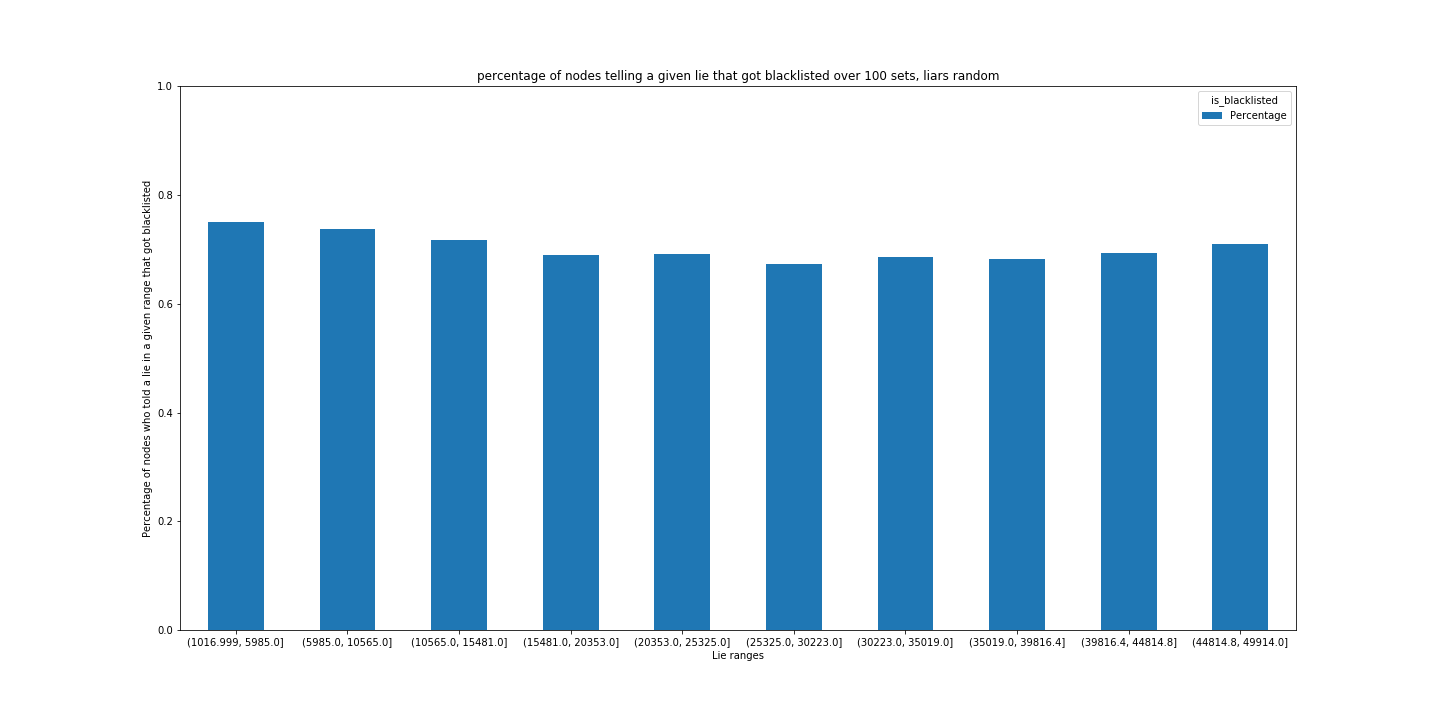 percentage of nodes telling a given lie that got blacklisted over 100 sets, liars random
is_blacklisted
Percentage
1.0
0.8
0.6
0.4
0.2
0.0
Percentage of nodes who told a lie in a given range that got blacklisted
(1016.999, 5985.0] (5985.0, 10565.0] (10565.0, 15481.0] (15481.0, 20353.0] (20353.0, 25325.0] (25325.0, 30223.0] (30223.0, 35019.0] (35019.0, 39816.4] (39816.4, 44814.8] (44814.8, 49914.0]
Lie ranges